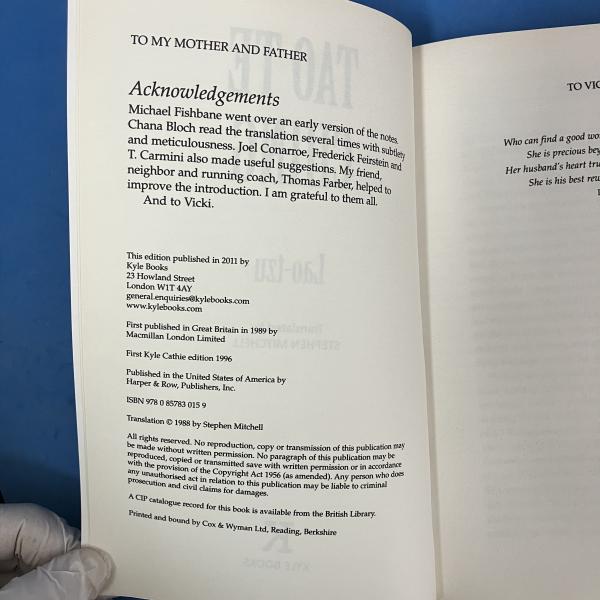 TO MY MOTHER AND FATHER
Acknowledgements
Michael Fishbane went over an early version of the notes.
Chana Bloch read the translation several times with subtlety
and meticulousness. Joel Conarroe, Frederick Feirstein and
T. Carmini also made useful suggestions. My friend,
neighbor and running coach, Thomas Farber, helped to
improve the introduction. I am grateful to them all.
And to Vicki.
This edition published in 2011 by
Kyle Books
23 Howland Street
London W1T 4AY
general.enquiries@kylebooks.com
www.kylebooks.com
First published in Great Britain in 1989 by
Macmillan London Limited
First Kyle Cathie edition 1996
Published in the United States of America by
Harper & Row, Publishers, Inc.
ISBN 978 0 85783 015 9
Translation © 1988 by Stephen Mitchell
All rights reserved. No reproduction, copy or transmission of this publication may
be made without written permission. No paragraph of this publication may be
reproduced, copied or transmitted save with written permission or in accordance
with the provision of the Copyright Act 1956 (as amended). Any person who does
any unauthorised act in relation to this publication may be liable to criminal
prosecution and civil claims for damages.
A CIP catalogue record for this book is available from the British Library.
Printed and bound by Cox & Wyman Ltd, Reading, Berkshire
TO VIC
Who can find a good wo
She is precious bey
Her husband's heart tru
She is his best rew
TAO TE
Lao-tzu
STEPHEN MITCHELL
KYLE BOOKS